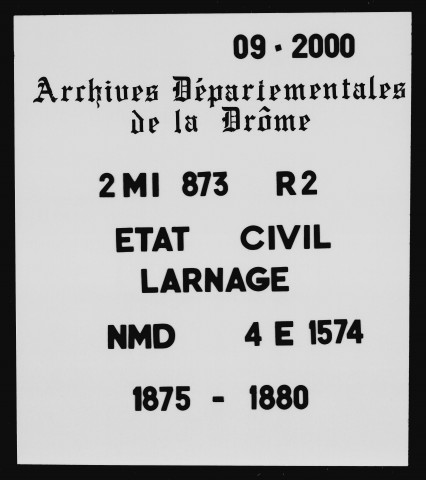 09 · 2000
Archives Départementales
de la Drôme
2 MI 873 R2
ETAT CIVIL
LARNAGE
NMD 4 E 1574
1875 - 1880